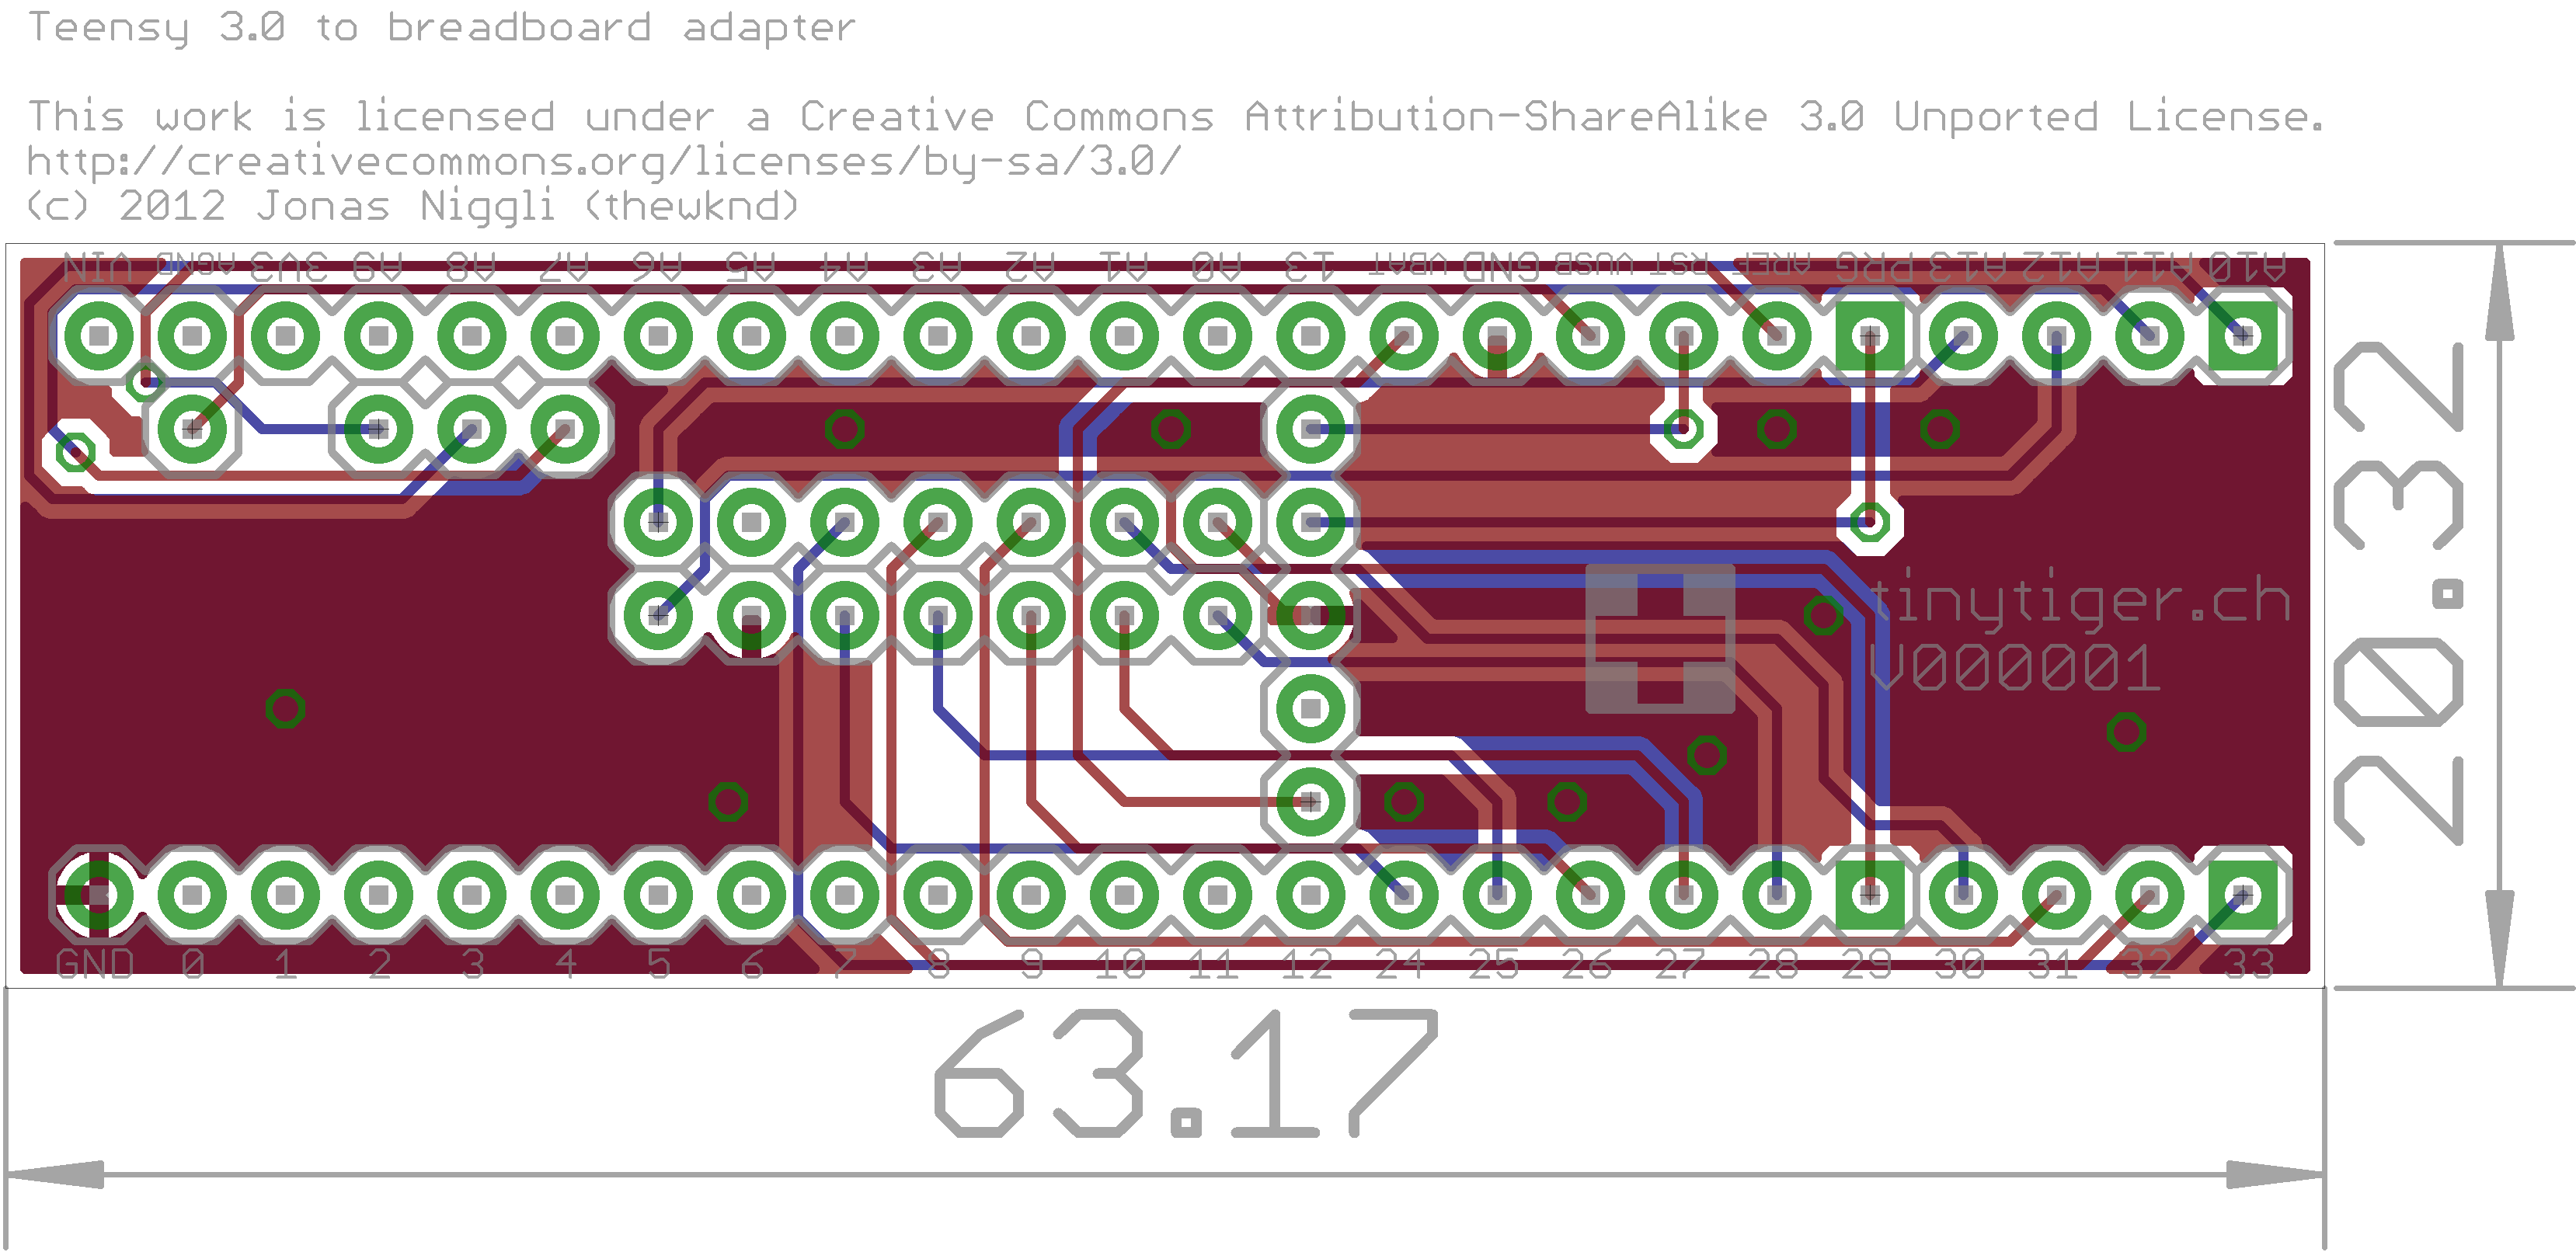 Teensy 3.0 to breadboard adapter
This work is licensed under a Creative Commons Attribution-ShareAlike 3.0 Unported License.
http://creativecommons.org/licenses/by-sa/3.0/
(c) 2012 Jonas Niggli (thewknd)
VIN AGND 3V3 A9 A8 A7 A6 A5 A4 A3 A2 A1 A0 13 VBAT GND VUSB RST AREF PRG A13 A12 A11 A10
tinytiger.ch
V000001
GND 0 1 2 3 4 5 6 7 8 9 10 11 12 24 25 26 27 28 29 30 31 32 33
20.32
63.17